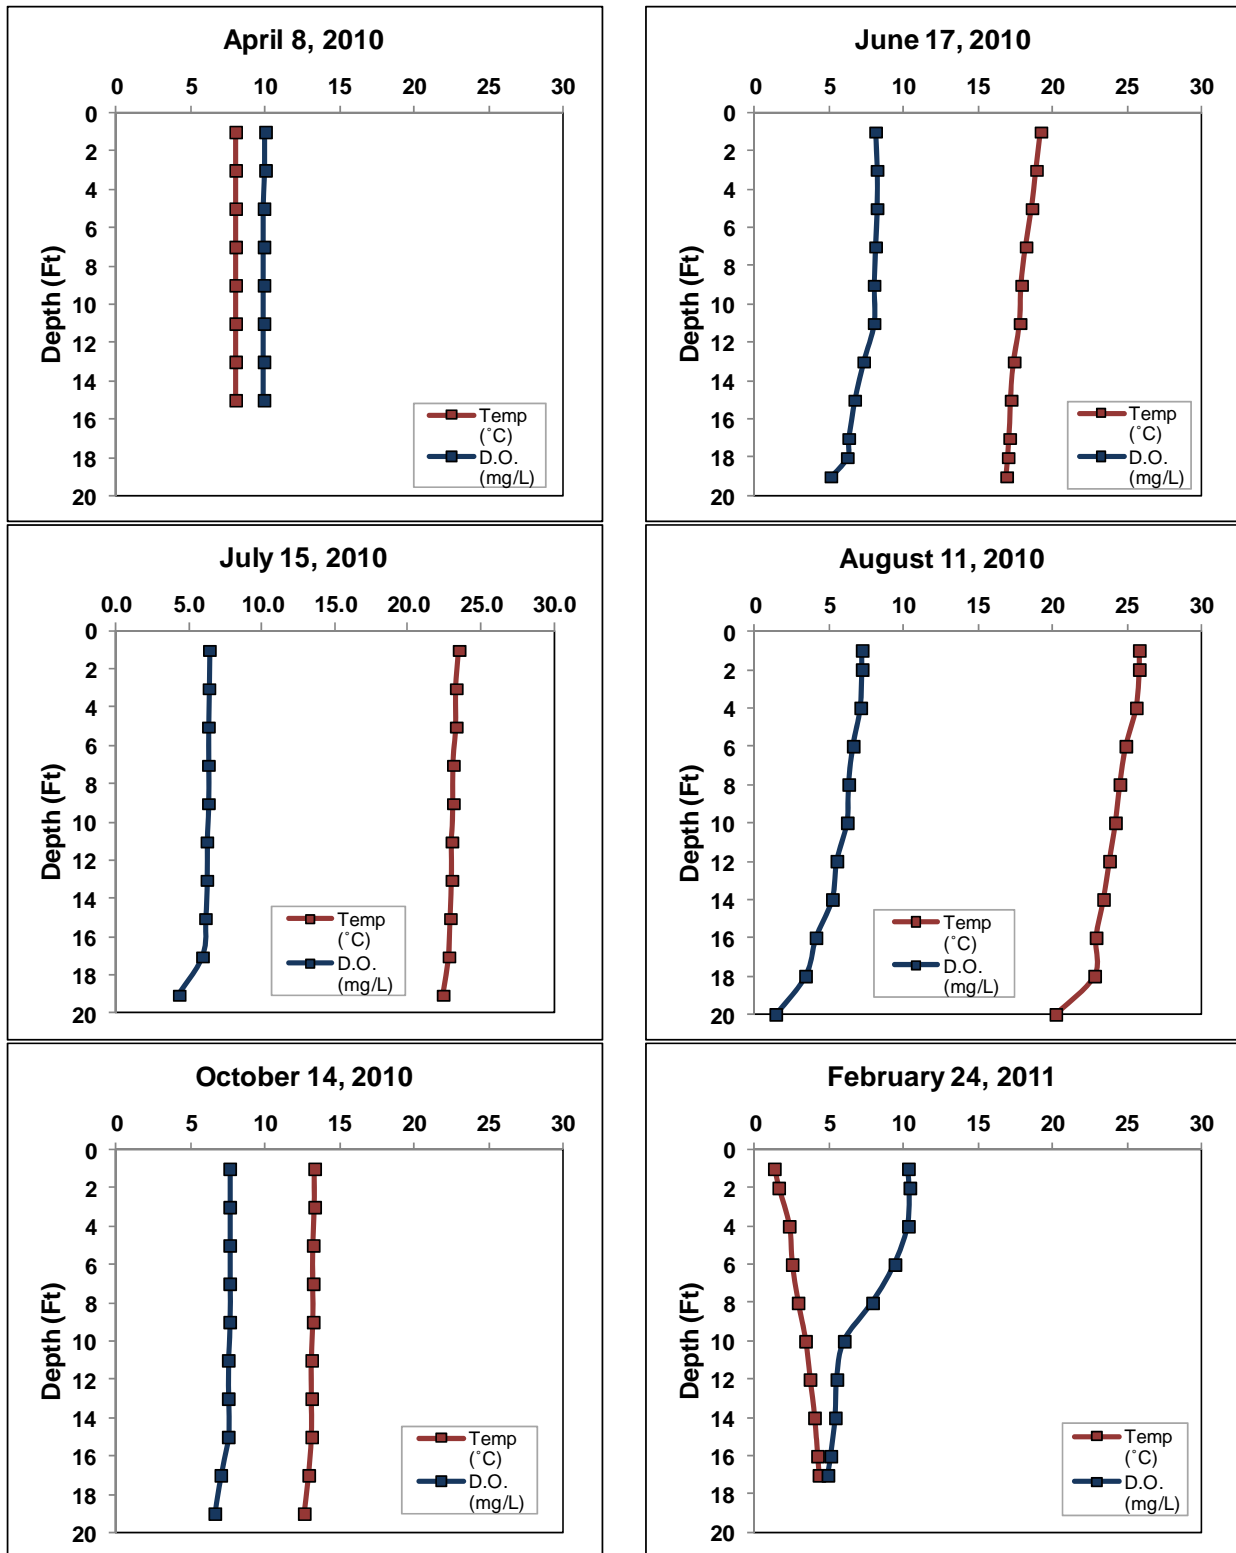 April 8, 2010
0 5 10 15 20 25 30
0
2
4
6
8
10
12
14
16
18
20
Depth (Ft)
Temp
(˚C)
D.O.
(mg/L)
June 17, 2010
0 5 10 15 20 25 30
0
2
4
6
8
10
12
14
16
18
20
Depth (Ft)
Temp
(˚C)
D.O.
(mg/L)
July 15, 2010
0.0 5.0 10.0 15.0 20.0 25.0 30.0
0
2
4
6
8
10
12
14
16
18
20
Depth (Ft)
Temp
(˚C)
D.O.
(mg/L)
August 11, 2010
0 5 10 15 20 25 30
0
2
4
6
8
10
12
14
16
18
20
Depth (Ft)
Temp
(˚C)
D.O.
(mg/L)
October 14, 2010
0 5 10 15 20 25 30
0
2
4
6
8
10
12
14
16
18
20
Depth (Ft)
Temp
(˚C)
D.O.
(mg/L)
February 24, 2011
0 5 10 15 20 25 30
0
2
4
6
8
10
12
14
16
18
20
Depth (Ft)
Temp
(˚C)
D.O.
(mg/L)